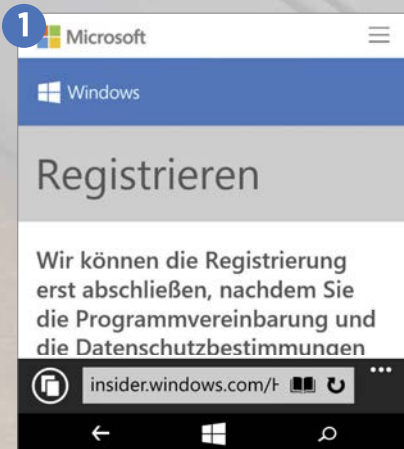 1
Microsoft
Windows
Registrieren
Wir können die Registrierung
erst abschließen, nachdem Sie
die Programmvereinbarung und
die Datenschutzbestimmungen
insider.windows.com/H